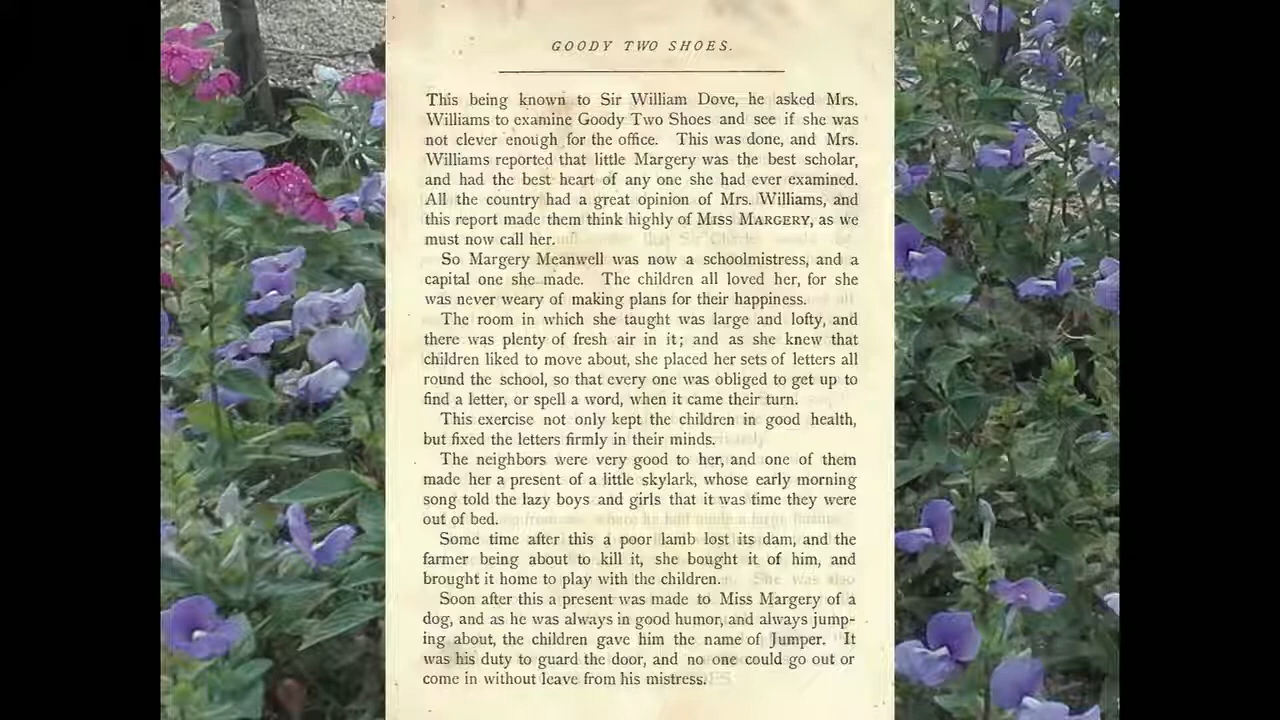 GOODY TWO SHOES.
This being known to Sir William Dove, he asked Mrs.
Williams to examine Goody Two Shoes and see if she was
not clever enough for the office. This was done, and Mrs.
Williams reported that little Margery was the best scholar,
and had the best heart of any one she had ever examined.
All the country had a great opinion of Mrs. Williams, and
this report made them think highly of MISS MARGERY, as we
must now call her.
So Margery Meanwell was now a schoolmistress, and a
capital one she made. The children all loved her, for she
was never weary of making plans for their happiness.
The room in which she taught was large and lofty, and
there was plenty of fresh air in it; and as she knew that
children liked to move about, she placed her sets of letters all
round the school, so that every one was obliged to get up to
find a letter, or spell a word, when it came their turn.
This exercise not only kept the children in good health,
but fixed the letters firmly in their minds.
The neighbors were very good to her, and one of them
made her a present of a little skylark, whose early morning
song told the lazy boys and girls that it was time they were
out of bed.
Some time after this a poor lamb lost its dam, and the
farmer being about to kill it, she bought it of him, and
brought it home to play with the children.
Soon after this a present was made to Miss Margery of a
dog, and as he was always in good humor, and always jump-
ing about, the children gave him the name of Jumper. It
was his duty to guard the door, and no one could go out or
come in without leave from his mistress.